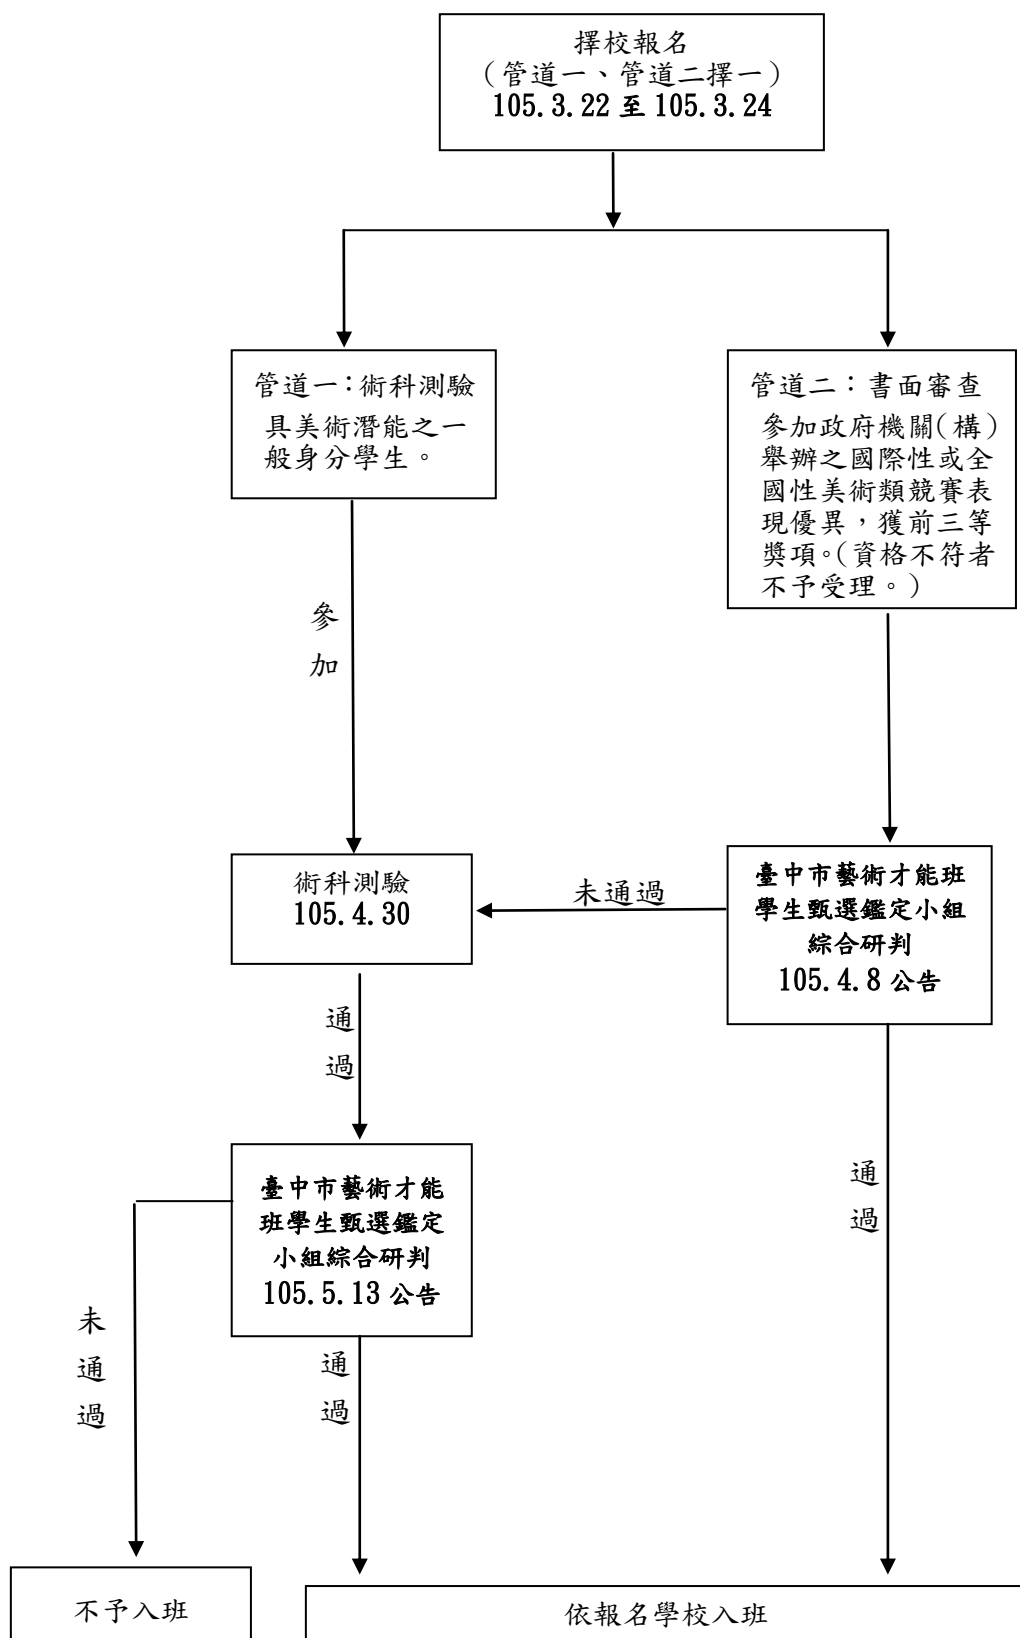 擇校報名
（管道一、管道二擇一）
105.3.22 至 105.3.24
管道一：術科測驗
具美術潛能之一
般身分學生。
管道二：書面審查
參加政府機關(構)
舉辦之國際性或全
國性美術類競賽表
現優異，獲前三等
獎項。(資格不符者
不予受理。)
參
加
術科測驗
105.4.30
未通過
臺中市藝術才能班
學生甄選鑑定小組
綜合研判
105.4.8 公告
通
過
臺中市藝術才能
班學生甄選鑑定
小組綜合研判
105.5.13 公告
通
過
未
通
過
通
過
不予入班
依報名學校入班